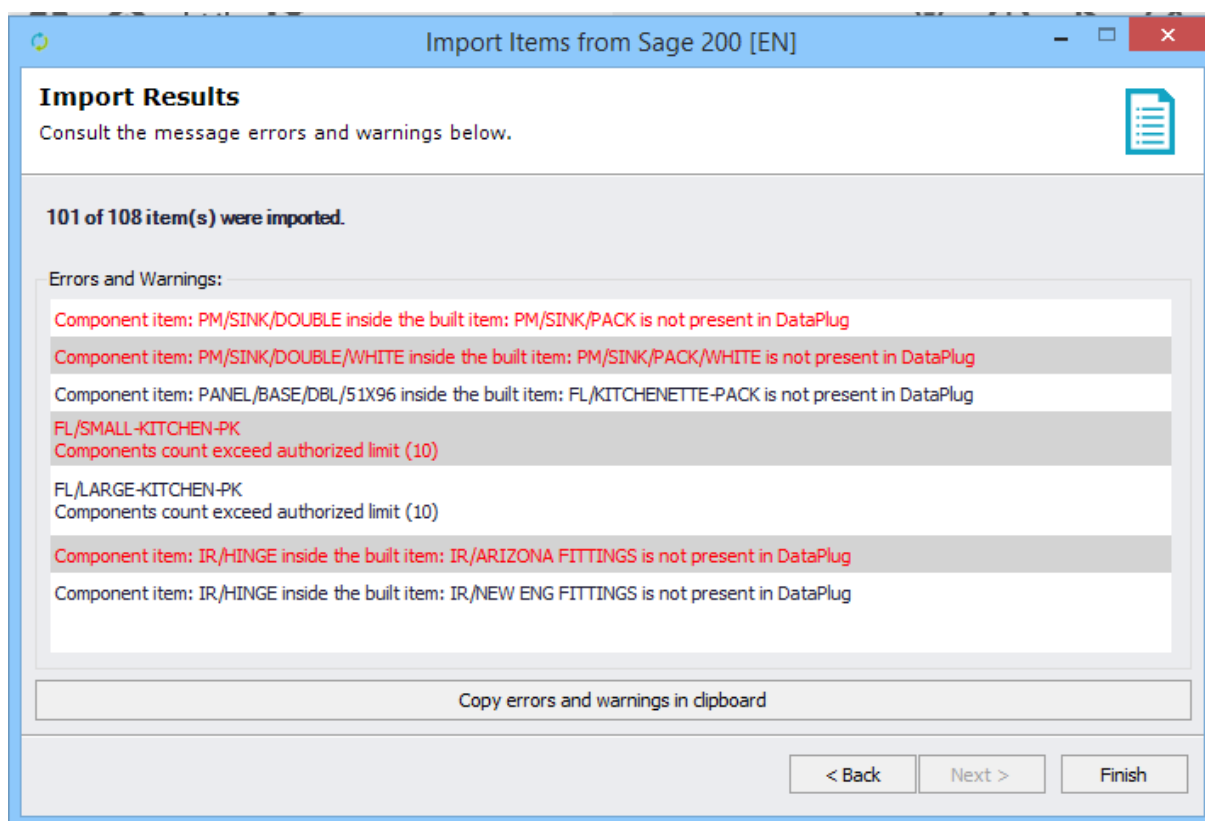 Import Items from Sage 200 [EN]
Import Results
Consult the message errors and warnings below.
101 of 108 item(s) were imported.
Errors and Warnings:
Component item: PM/SINK/DOUBLE inside the built item: PM/SINK/PACK is not present in DataPlug
Component item: PM/SINK/DOUBLE/WHITE inside the built item: PM/SINK/PACK/WHITE is not present in DataPlug
Component item: PANEL/BASE/DBL/51X96 inside the built item: FL/KITCHENETTE-PACK is not present in DataPlug
FL/SMALL-KITCHEN-PK
Components count exceed authorized limit (10)
FL/LARGE-KITCHEN-PK
Components count exceed authorized limit (10)
Component item: IR/HINGE inside the built item: IR/ARIZONA FITTINGS is not present in DataPlug
Component item: IR/HINGE inside the built item: IR/NEW ENG FITTINGS is not present in DataPlug
Copy errors and warnings in clipboard
< Back
Next >
Finish